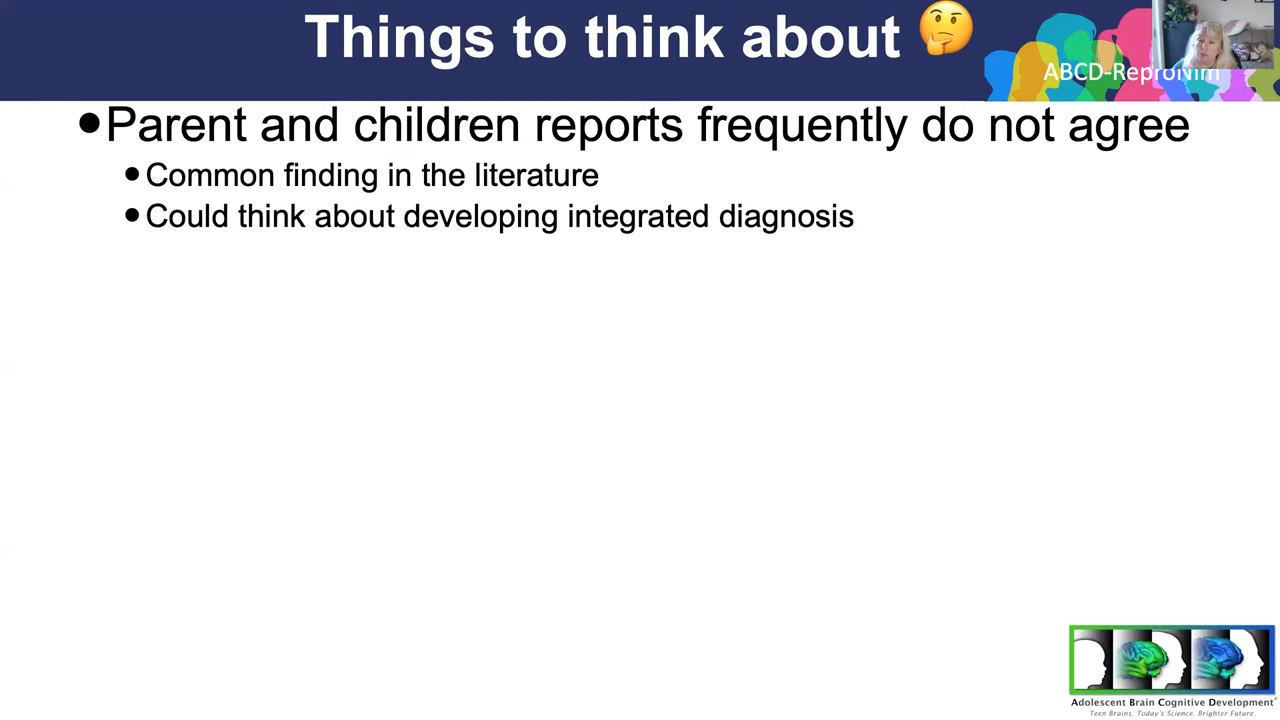 Things to think about 🤔
ABCD-ReproNim
•Parent and children reports frequently do not agree
•Common finding in the literature
•Could think about developing integrated diagnosis
Adolescent Brain Cognitive Development
Teen Brains. Today's Science. Brighter Future.